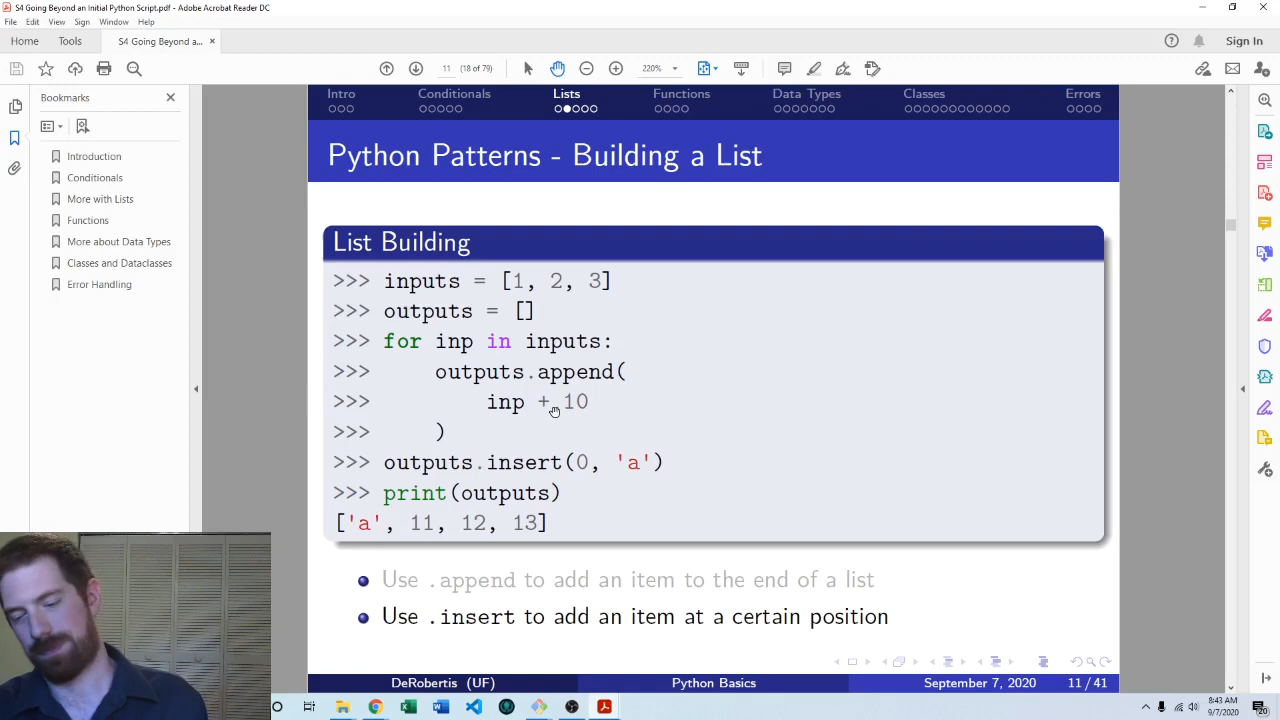 S4 Going Beyond an Initial Python Script.pdf - Adobe Acrobat Reader DC
File Edit View Sign Window Help
Home Tools S4 Going Beyond a... ×
Sign In
11 (18 of 79) 220%
Bookmarks
Introduction
Conditionals
More with Lists
Functions
More about Data Types
Classes and Dataclasses
Error Handling
Intro Conditionals Lists Functions Data Types Classes Errors
Python Patterns - Building a List
List Building
>>> inputs = [1, 2, 3]
>>> outputs = []
>>> for inp in inputs:
>>>     outputs.append(
>>>         inp + 10
>>>     )
>>> outputs.insert(0, 'a')
>>> print(outputs)
['a', 11, 12, 13]
Use .append to add an item to the end of a list
Use .insert to add an item at a certain position
DeRobertis (UF) Python Basics September 7, 2020 11 / 41
8:43 AM
9/7/2020
20